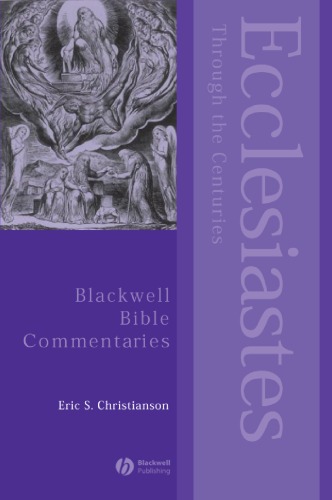 Ecclesiastes
Through the Centuries
Blackwell
Bible
Commentaries
Eric S. Christianson
Blackwell
Publishing